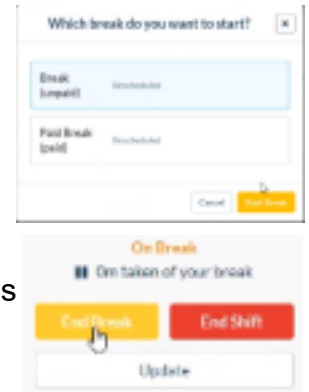 Which break do you want to start?
Break
(unpaid) Unscheduled
Paid Break
(paid) Unscheduled
Cancel Start Break
On Break
0m taken of your break
s
End Break End Shift
Update